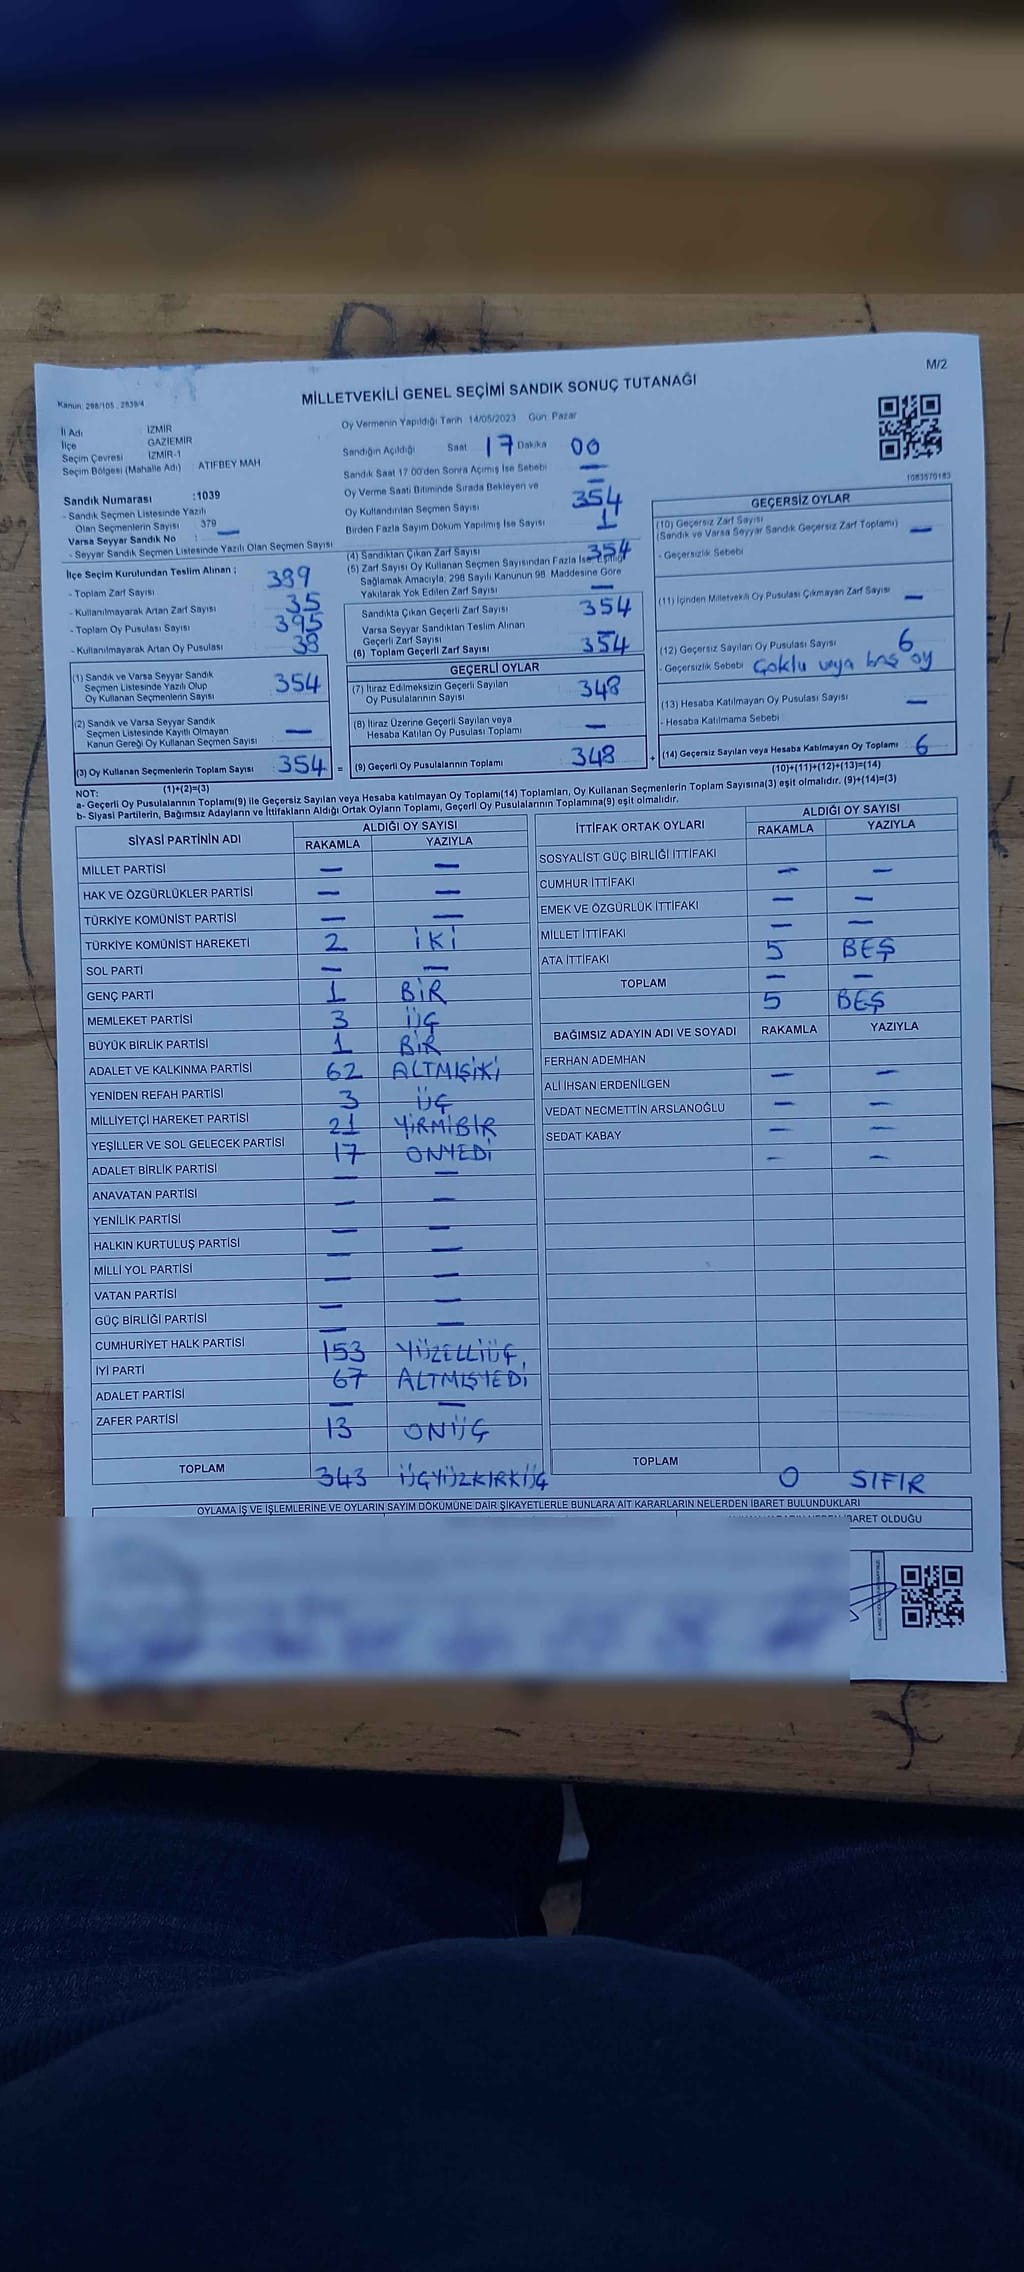 M/2
MİLLETVEKİLİ GENEL SEÇİMİ SANDIK SONUÇ TUTANAĞI
Kanun: 298/105 , 2839/4
İl Adı İZMİR
İlçe GAZİEMİR
Seçim Çevresi İZMİR-1
Seçim Bölgesi (Mahalle Adı) ATIFBEY MAH
Sandık Numarası :1039
- Sandık Seçmen Listesinde Yazılı
Olan Seçmenlerin Sayısı 379
Varsa Seyyar Sandık No : —
- Seyyar Sandık Seçmen Listesinde Yazılı Olan Seçmen Sayısı
İlçe Seçim Kurulundan Teslim Alınan ;
- Toplam Zarf Sayısı 389
- Kullanılmayarak Artan Zarf Sayısı 35
- Toplam Oy Pusulası Sayısı 395
- Kullanılmayarak Artan Oy Pusulası 38
(1) Sandık ve Varsa Seyyar Sandık
Seçmen Listesinde Yazılı Olup
Oy Kullanan Seçmenlerin Sayısı 354
(2) Sandık ve Varsa Seyyar Sandık
Seçmen Listesinde Kayıtlı Olmayan
Kanun Gereği Oy Kullanan Seçmen Sayısı —
(3) Oy Kullanan Seçmenlerin Toplam Sayısı 354 =
(1)+(2)=(3)
Oy Vermenin Yapıldığı Tarih 14/05/2023 Gün: Pazar
Sandığın Açıldığı Saat 17 Dakika 00
Sandık Saat 17:00'den Sonra Açımış İse Sebebi —
Oy Verme Saati Bitiminde Sırada Bekleyen ve —
Oy Kullandırılan Seçmen Sayısı 354
Birden Fazla Sayım Döküm Yapılmış İse Sayısı 1
(4) Sandıktan Çıkan Zarf Sayısı 354
(5) Zarf Sayısı Oy Kullanan Seçmen Sayısından Fazla İse, Eşitliği
Sağlamak Amacıyla, 298 Sayılı Kanunun 98. Maddesine Göre
Yakılarak Yok Edilen Zarf Sayısı —
Sandıkta Çıkan Geçerli Zarf Sayısı 354
Varsa Seyyar Sandıktan Teslim Alınan
Geçerli Zarf Sayısı —
(6) Toplam Geçerli Zarf Sayısı 354
GEÇERLİ OYLAR
(7) İtiraz Edilmeksizin Geçerli Sayılan
Oy Pusulalarının Sayısı 348
(8) İtiraz Üzerine Geçerli Sayılan veya
Hesaba Katılan Oy Pusulası Toplamı —
(9) Geçerli Oy Pusulalarının Toplamı 348 +
1083570183
GEÇERSİZ OYLAR
(10) Geçersiz Zarf Sayısı
(Sandık ve Varsa Seyyar Sandık Geçersiz Zarf Toplamı) —
- Geçersizlik Sebebi
(11) İçinden Milletvekili Oy Pusulası Çıkmayan Zarf Sayısı —
(12) Geçersiz Sayılan Oy Pusulası Sayısı 6
- Geçersizlik Sebebi çoklu veya boş oy
(13) Hesaba Katılmayan Oy Pusulası Sayısı —
- Hesaba Katılmama Sebebi
(14) Geçersiz Sayılan veya Hesaba Katılmayan Oy Toplamı 6
(10)+(11)+(12)+(13)=(14)
NOT:
a- Geçerli Oy Pusulalarının Toplamı(9) ile Geçersiz Sayılan veya Hesaba katılmayan Oy Toplamı(14) Toplamları, Oy Kullanan Seçmenlerin Toplam Sayısına(3) eşit olmalıdır. (9)+(14)=(3)
b- Siyasi Partilerin, Bağımsız Adayların ve İttifakların Aldığı Ortak Oyların Toplamı, Geçerli Oy Pusulalarının Toplamına(9) eşit olmalıdır.
SİYASİ PARTİNİN ADI ALDIĞI OY SAYISI
RAKAMLA YAZIYLA
MİLLET PARTİSİ — —
HAK VE ÖZGÜRLÜKLER PARTİSİ — —
TÜRKİYE KOMÜNİST PARTİSİ — —
TÜRKİYE KOMÜNİST HAREKETİ 2 İKİ
SOL PARTİ — —
GENÇ PARTİ 1 BİR
MEMLEKET PARTİSİ 3 ÜÇ
BÜYÜK BİRLİK PARTİSİ 1 BİR
ADALET VE KALKINMA PARTİSİ 62 ALTMIŞİKİ
YENİDEN REFAH PARTİSİ 3 ÜÇ
MİLLİYETÇİ HAREKET PARTİSİ 21 YİRMİBİR
YEŞİLLER VE SOL GELECEK PARTİSİ 17 ONYEDİ
ADALET BİRLİK PARTİSİ — —
ANAVATAN PARTİSİ — —
YENİLİK PARTİSİ — —
HALKIN KURTULUŞ PARTİSİ — —
MİLLİ YOL PARTİSİ — —
VATAN PARTİSİ — —
GÜÇ BİRLİĞİ PARTİSİ — —
CUMHURİYET HALK PARTİSİ 153 YÜZELLİÜÇ
İYİ PARTİ 67 ALTMIŞYEDİ
ADALET PARTİSİ — —
ZAFER PARTİSİ 13 ONÜÇ
TOPLAM 343 ÜÇYÜZKIRKÜÇ
İTTİFAK ORTAK OYLARI ALDIĞI OY SAYISI
RAKAMLA YAZIYLA
SOSYALİST GÜÇ BİRLİĞİ İTTİFAKI — —
CUMHUR İTTİFAKI — —
EMEK VE ÖZGÜRLÜK İTTİFAKI — —
MİLLET İTTİFAKI 5 BEŞ
ATA İTTİFAKI — —
TOPLAM 5 BEŞ
BAĞIMSIZ ADAYIN ADI VE SOYADI RAKAMLA YAZIYLA
FERHAN ADEMHAN — —
ALİ İHSAN ERDENİLGEN — —
VEDAT NECMETTİN ARSLANOĞLU — —
SEDAT KABAY — —
TOPLAM 0 SIFIR
OYLAMA İŞ VE İŞLEMLERİNE VE OYLARIN SAYIM DÖKÜMÜNE DAİR ŞİKAYETLERLE BUNLARA AİT KARARLARIN NELERDEN İBARET BULUNDUKLARI
İBARET OLDUĞU